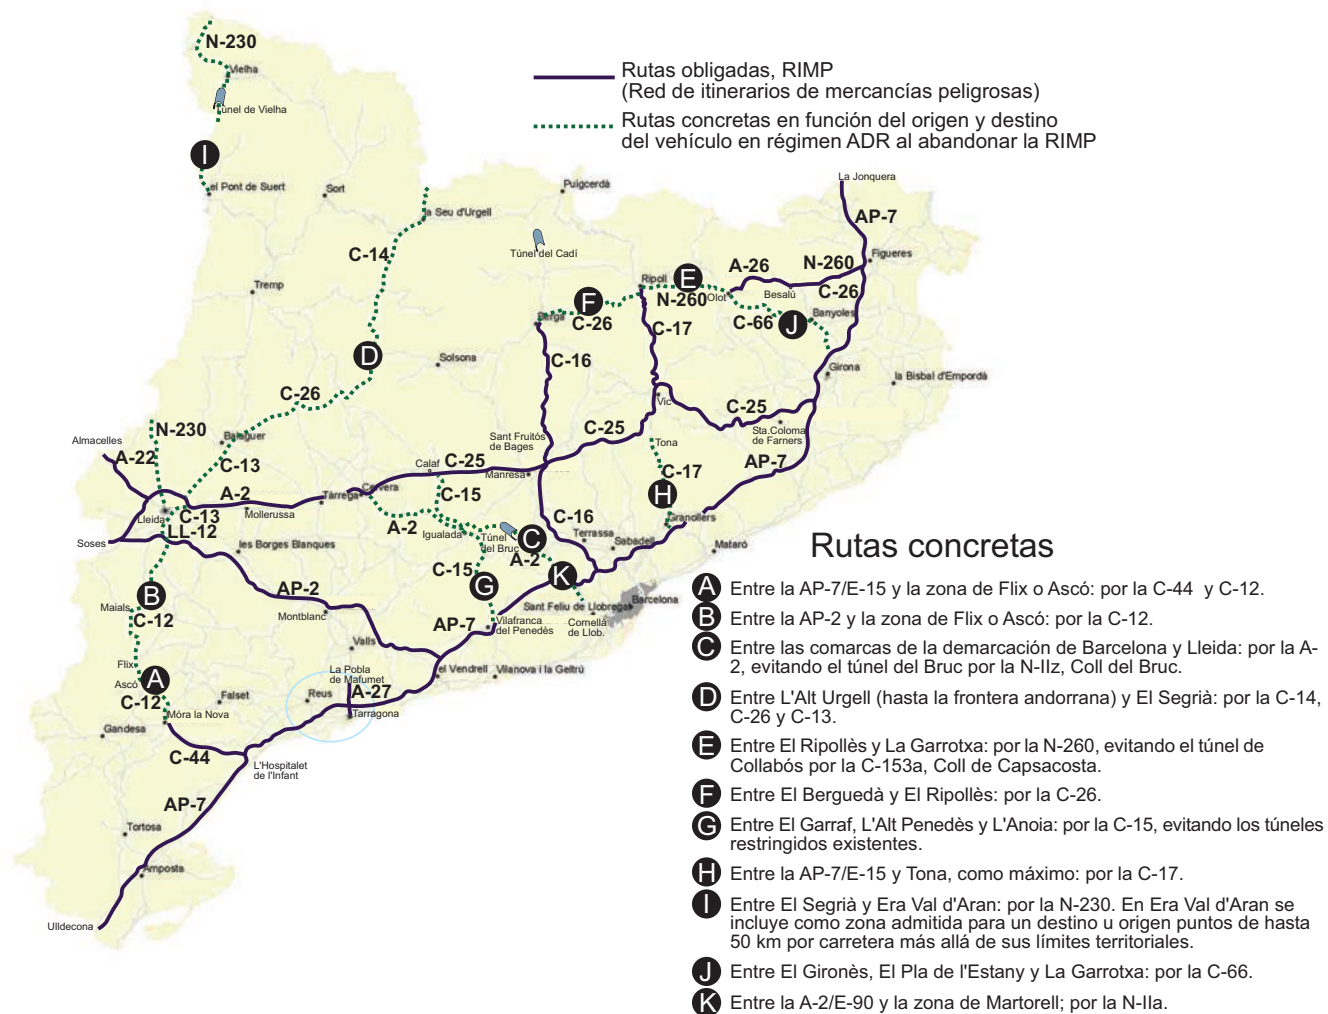 N-230
Vielha
Túnel de Vielha
I
el Pont de Suert
Sort
Rutas obligadas, RIMP
(Red de itinerarios de mercancías peligrosas)
Rutas concretas en función del origen y destino
del vehículo en régimen ADR al abandonar la RIMP
Puigcerdà
La Jonquera
la Seu d'Urgell
AP-7
C-14
Túnel del Cadí
Figueres
Tremp
Ripoll
E
A-26
N-260
N-260
Olot
Besalú
C-26
F
Berga
C-26
C-66
J
Banyoles
C-17
D
Solsona
C-16
Girona
la Bisbal d'Empordà
C-26
Vic
C-25
N-230
Balaguer
Almacelles
A-22
C-13
Sant Fruitós
de Bages
C-25
Tona
Sta.Coloma
de Farners
Calaf
C-25
Manresa
C-17
AP-7
A-2
Tàrrega
Cervera
C-15
H
Lleida
C-13
Mollerussa
LL-12
Soses
les Borges Blanques
A-2
Igualada
Túnel
del Bruc
C
A-2
C-16
Terrassa
Sabadell
Granollers
Mataró
AP-2
C-15
G
K
B
Maials
C-12
Montblanc
Sant Feliu de Llobregat
Barcelona
Cornellà
de Llob.
AP-7
Vilafranca
del Penedès
Valls
Flix
Ascó
A
C-12
La Pobla
de Mafumet
el Vendrell
Vilanova i la Geltrú
Falset
Reus
A-27
Tarragona
Gandesa
Móra la Nova
C-44
L'Hospitalet
de l'Infant
AP-7
Tortosa
Amposta
Ulldecona
Rutas concretas
A Entre la AP-7/E-15 y la zona de Flix o Ascó: por la C-44 y C-12.
B Entre la AP-2 y la zona de Flix o Ascó: por la C-12.
C Entre las comarcas de la demarcación de Barcelona y Lleida: por la A-
2, evitando el túnel del Bruc por la N-IIz, Coll del Bruc.
D Entre L'Alt Urgell (hasta la frontera andorrana) y El Segrià: por la C-14,
C-26 y C-13.
E Entre El Ripollès y La Garrotxa: por la N-260, evitando el túnel de
Collabós por la C-153a, Coll de Capsacosta.
F Entre El Berguedà y El Ripollès: por la C-26.
G Entre El Garraf, L'Alt Penedès y L'Anoia: por la C-15, evitando los túneles
restringidos existentes.
H Entre la AP-7/E-15 y Tona, como máximo: por la C-17.
I Entre El Segrià y Era Val d'Aran: por la N-230. En Era Val d'Aran se
incluye como zona admitida para un destino u origen puntos de hasta
50 km por carretera más allá de sus límites territoriales.
J Entre El Gironès, El Pla de l'Estany y La Garrotxa: por la C-66.
K Entre la A-2/E-90 y la zona de Martorell; por la N-IIa.